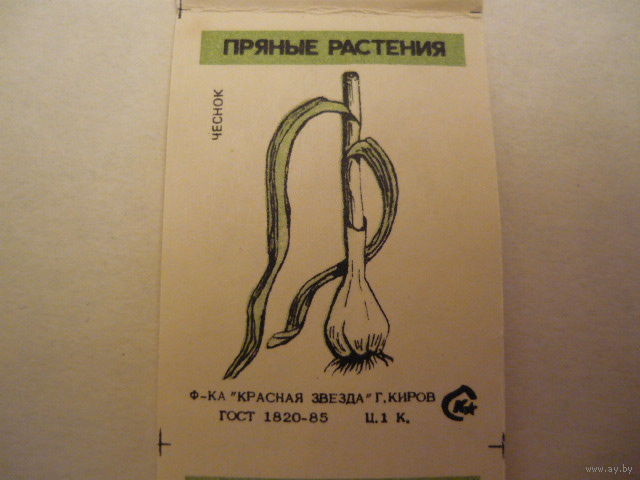 ПРЯНЫЕ РАСТЕНИЯ
ЧЕСНОК
Ф-КА "КРАСНАЯ ЗВЕЗДА" Г. КИРОВ
ГОСТ 1820-85 Ц.1 К.
www.ay.by